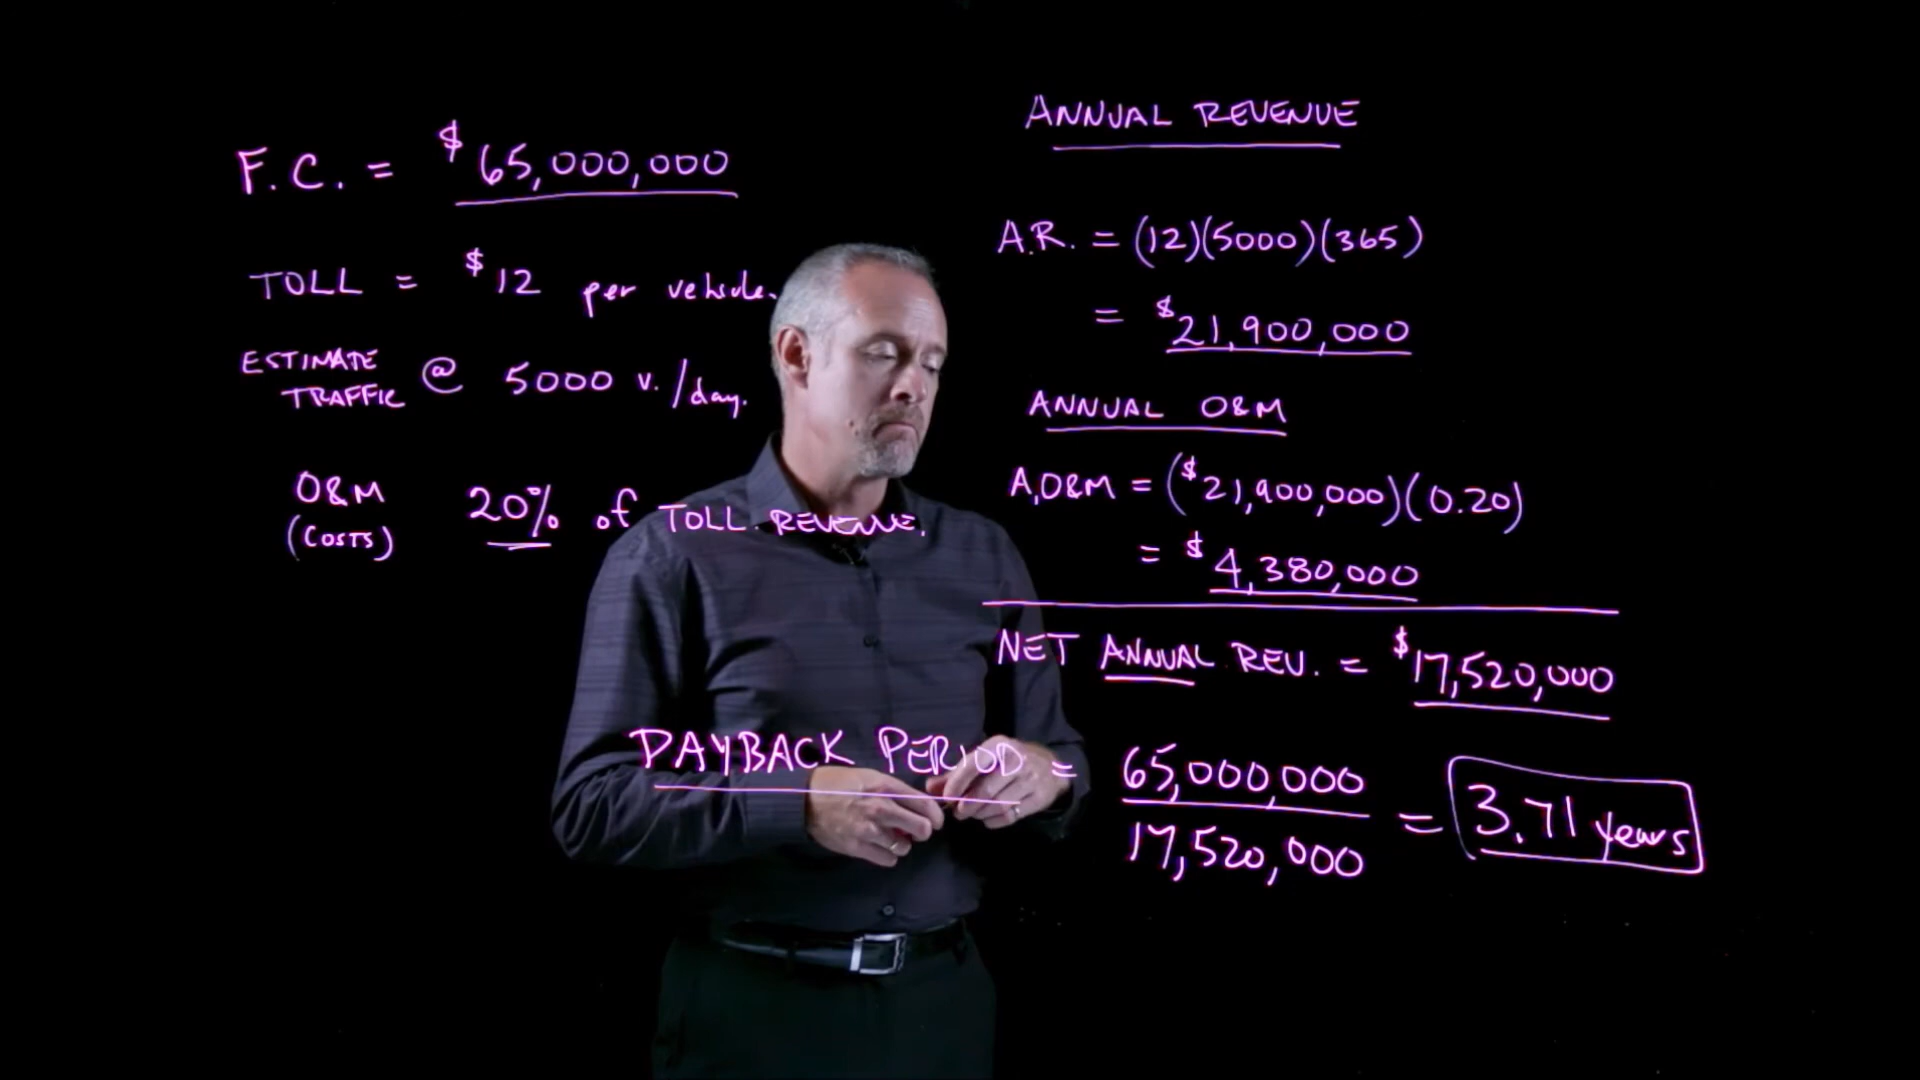 F.C. = $65,000,000
TOLL = $12 per vehicle.
ESTIMATE TRAFFIC @ 5000 v./day.
O&M (COSTS) 20% of TOLL REVENUE.
ANNUAL REVENUE
A.R. = (12)(5000)(365)
= $21,900,000
ANNUAL O&M
A,O&M = ($21,900,000)(0.20)
= $4,380,000
NET ANNUAL REV. = $17,520,000
PAYBACK PERIOD = 65,000,000 / 17,520,000 = 3.71 years